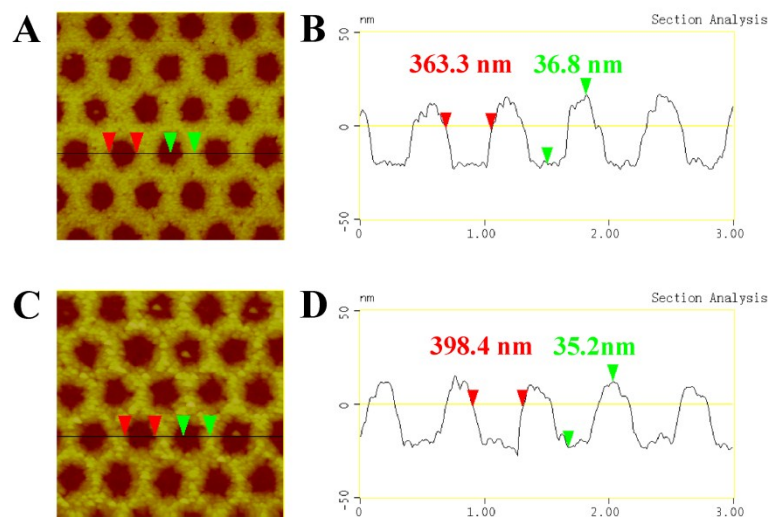 A
B
nm
Section Analysis
50
363.3 nm
36.8 nm
0
-50
0
1.00
2.00
3.00
C
D
nm
Section Analysis
50
398.4 nm
35.2nm
0
-50
0
1.00
2.00
3.00